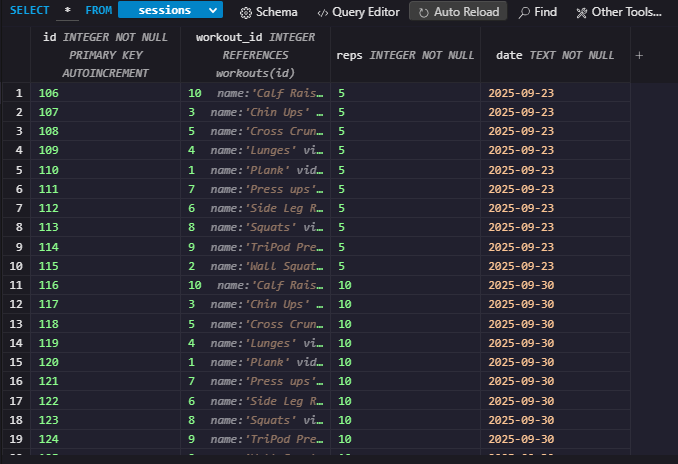 SELECT * FROM sessions Schema Query Editor Auto Reload Find Other Tools...
id INTEGER NOT NULL PRIMARY KEY AUTOINCREMENT workout_id INTEGER REFERENCES workouts(id) reps INTEGER NOT NULL date TEXT NOT NULL +
1 106 10 name:'Calf Rais… 5 2025-09-23
2 107 3 name:'Chin Ups' … 5 2025-09-23
3 108 5 name:'Cross Crun… 5 2025-09-23
4 109 4 name:'Lunges' vi… 5 2025-09-23
5 110 1 name:'Plank' vid… 5 2025-09-23
6 111 7 name:'Press ups'… 5 2025-09-23
7 112 6 name:'Side Leg R… 5 2025-09-23
8 113 8 name:'Squats' vi… 5 2025-09-23
9 114 9 name:'TriPod Pre… 5 2025-09-23
10 115 2 name:'Wall Squat… 5 2025-09-23
11 116 10 name:'Calf Rais… 10 2025-09-30
12 117 3 name:'Chin Ups' … 10 2025-09-30
13 118 5 name:'Cross Crun… 10 2025-09-30
14 119 4 name:'Lunges' vi… 10 2025-09-30
15 120 1 name:'Plank' vid… 10 2025-09-30
16 121 7 name:'Press ups'… 10 2025-09-30
17 122 6 name:'Side Leg R… 10 2025-09-30
18 123 8 name:'Squats' vi… 10 2025-09-30
19 124 9 name:'TriPod Pre… 10 2025-09-30